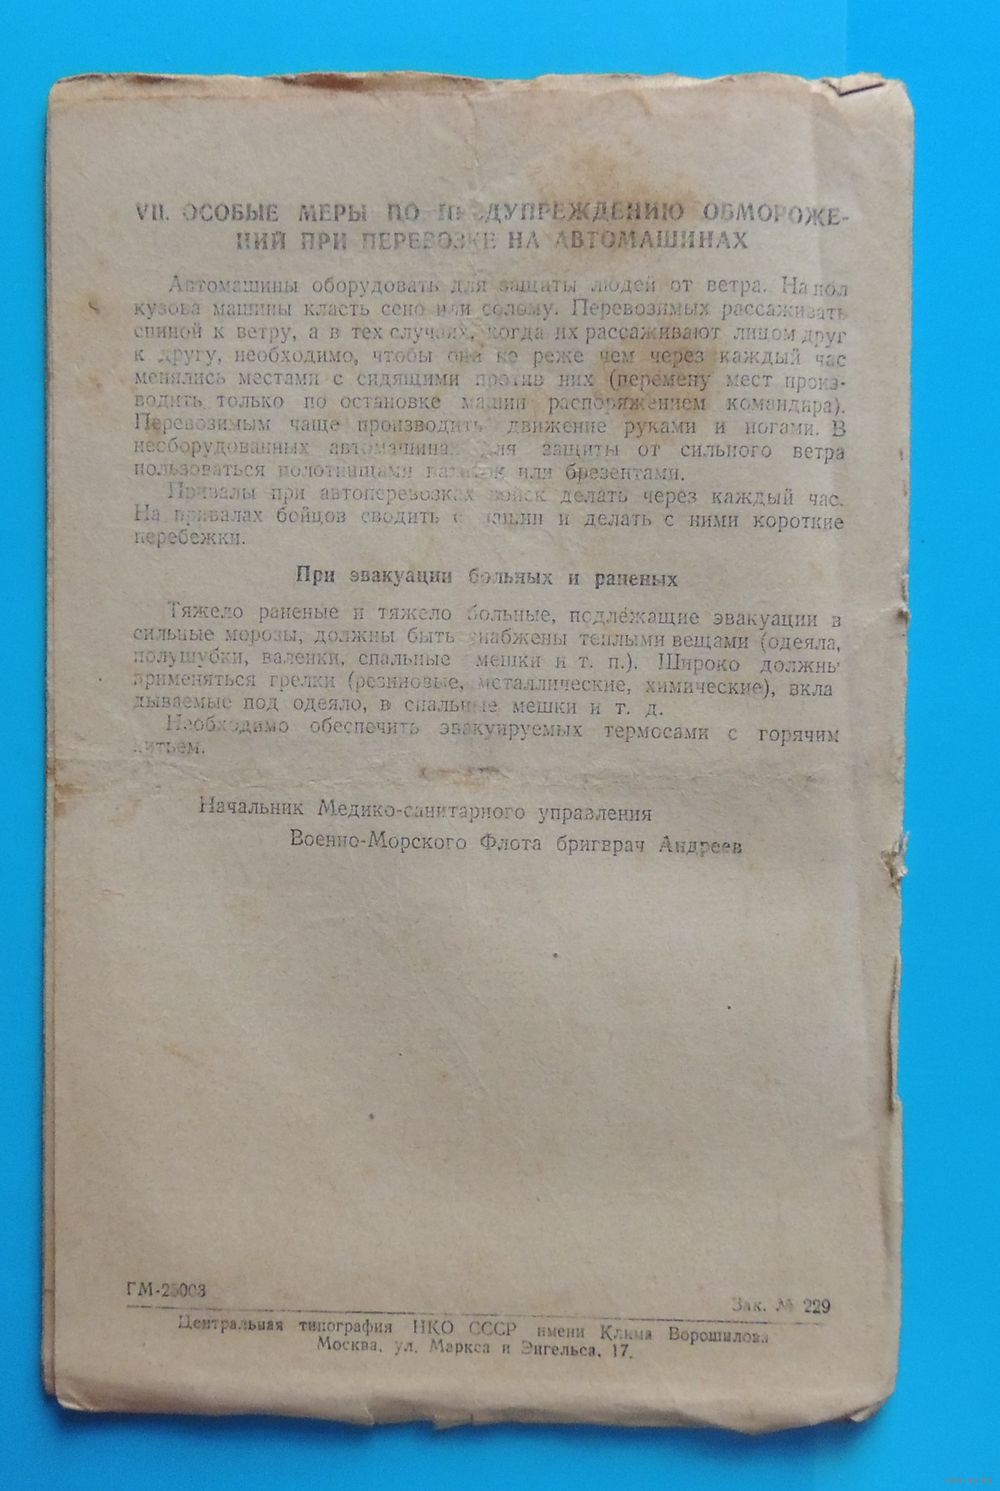 VII. ОСОБЫЕ МЕРЫ ПО ПРЕДУПРЕЖДЕНИЮ ОБМОРОЖЕ-
НИЙ ПРИ ПЕРЕВОЗКЕ НА АВТОМАШИНАХ
Автомашины оборудовать для защиты людей от ветра. На пол
кузова машины класть сено или солому. Перевозимых рассаживать
спиной к ветру, а в тех случаях, когда их рассаживают лицом друг
к другу, необходимо, чтобы они не реже чем через каждый час
менялись местами с сидящими против них (перемену мест произ-
водить только по остановке машин распоряжением командира).
Перевозимым чаще производить движение руками и ногами. В
необорудованных автомашинах для защиты от сильного ветра
пользоваться полотнищами палаток или брезентами.
Привалы при автоперевозках войск делать через каждый час.
На привалах бойцов сводить с машин и делать с ними короткие
перебежки.
При эвакуации больных и раненых
Тяжело раненые и тяжело больные, подлежащие эвакуации в
сильные морозы, должны быть снабжены теплыми вещами (одеяла,
полушубки, валенки, спальные мешки и т. п.). Широко должны
применяться грелки (резиновые, металлические, химические), вкла
дываемые под одеяло, в спальные мешки и т. д.
Необходимо обеспечить эвакуируемых термосами с горячим
питьем.
Начальник Медико-санитарного управления
Военно-Морского Флота бригврач Андреев
ГМ-25003
Зак. № 229
Центральная типография НКО СССР имени Клима Ворошилова
Москва, ул. Маркса и Энгельса, 17.